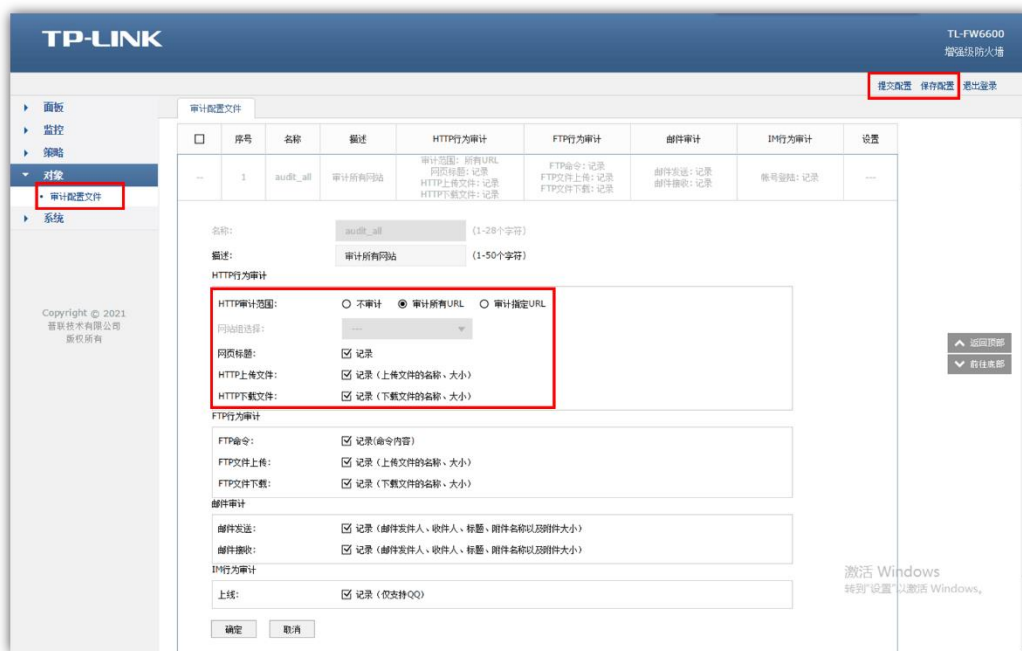 TP-LINK
TL-FW6600
增强级防火墙
提交配置 保存配置 退出登录
面板
监控
策略
对象
审计配置文件
系统
Copyright © 2021
普联技术有限公司
版权所有
审计配置文件
序号 名称 描述 HTTP行为审计 FTP行为审计 邮件审计 IM行为审计 设置
--- 1 audit_all 审计所有网站 审计范围: 所有URL 网页标题: 记录 HTTP上传文件: 记录 HTTP下载文件: 记录 FTP命令: 记录 FTP文件上传: 记录 FTP文件下载: 记录 邮件发送: 记录 邮件接收: 记录 帐号登陆: 记录 ---
名称: audit_all (1-28个字符)
描述: 审计所有网站 (1-50个字符)
HTTP行为审计
HTTP审计范围: 不审计 审计所有URL 审计指定URL
网站组选择: ---
网页标题: 记录
HTTP上传文件: 记录 (上传文件的名称、大小)
HTTP下载文件: 记录 (下载文件的名称、大小)
FTP行为审计
FTP命令: 记录(命令内容)
FTP文件上传: 记录 (上传文件的名称、大小)
FTP文件下载: 记录 (下载文件的名称、大小)
邮件审计
邮件发送: 记录 (邮件发件人、收件人、标题、附件名称以及附件大小)
邮件接收: 记录 (邮件发件人、收件人、标题、附件名称以及附件大小)
IM行为审计
上线: 记录 (仅支持QQ)
确定 取消
返回顶部
前往底部
激活 Windows
转到"设置"以激活 Windows。